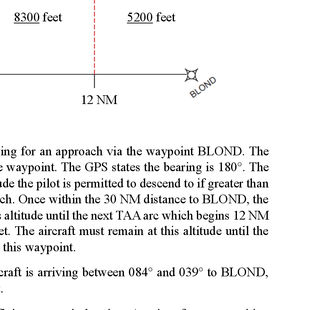 8300 feet 5200 feet
BLOND
12 NM
ing for an approach via the waypoint BLOND. The
waypoint. The GPS states the bearing is 180°. The
de the pilot is permitted to descend to if greater than
ch. Once within the 30 NM distance to BLOND, the
altitude until the next TAA arc which begins 12 NM
et. The aircraft must remain at this altitude until the
this waypoint.
craft is arriving between 084° and 039° to BLOND,